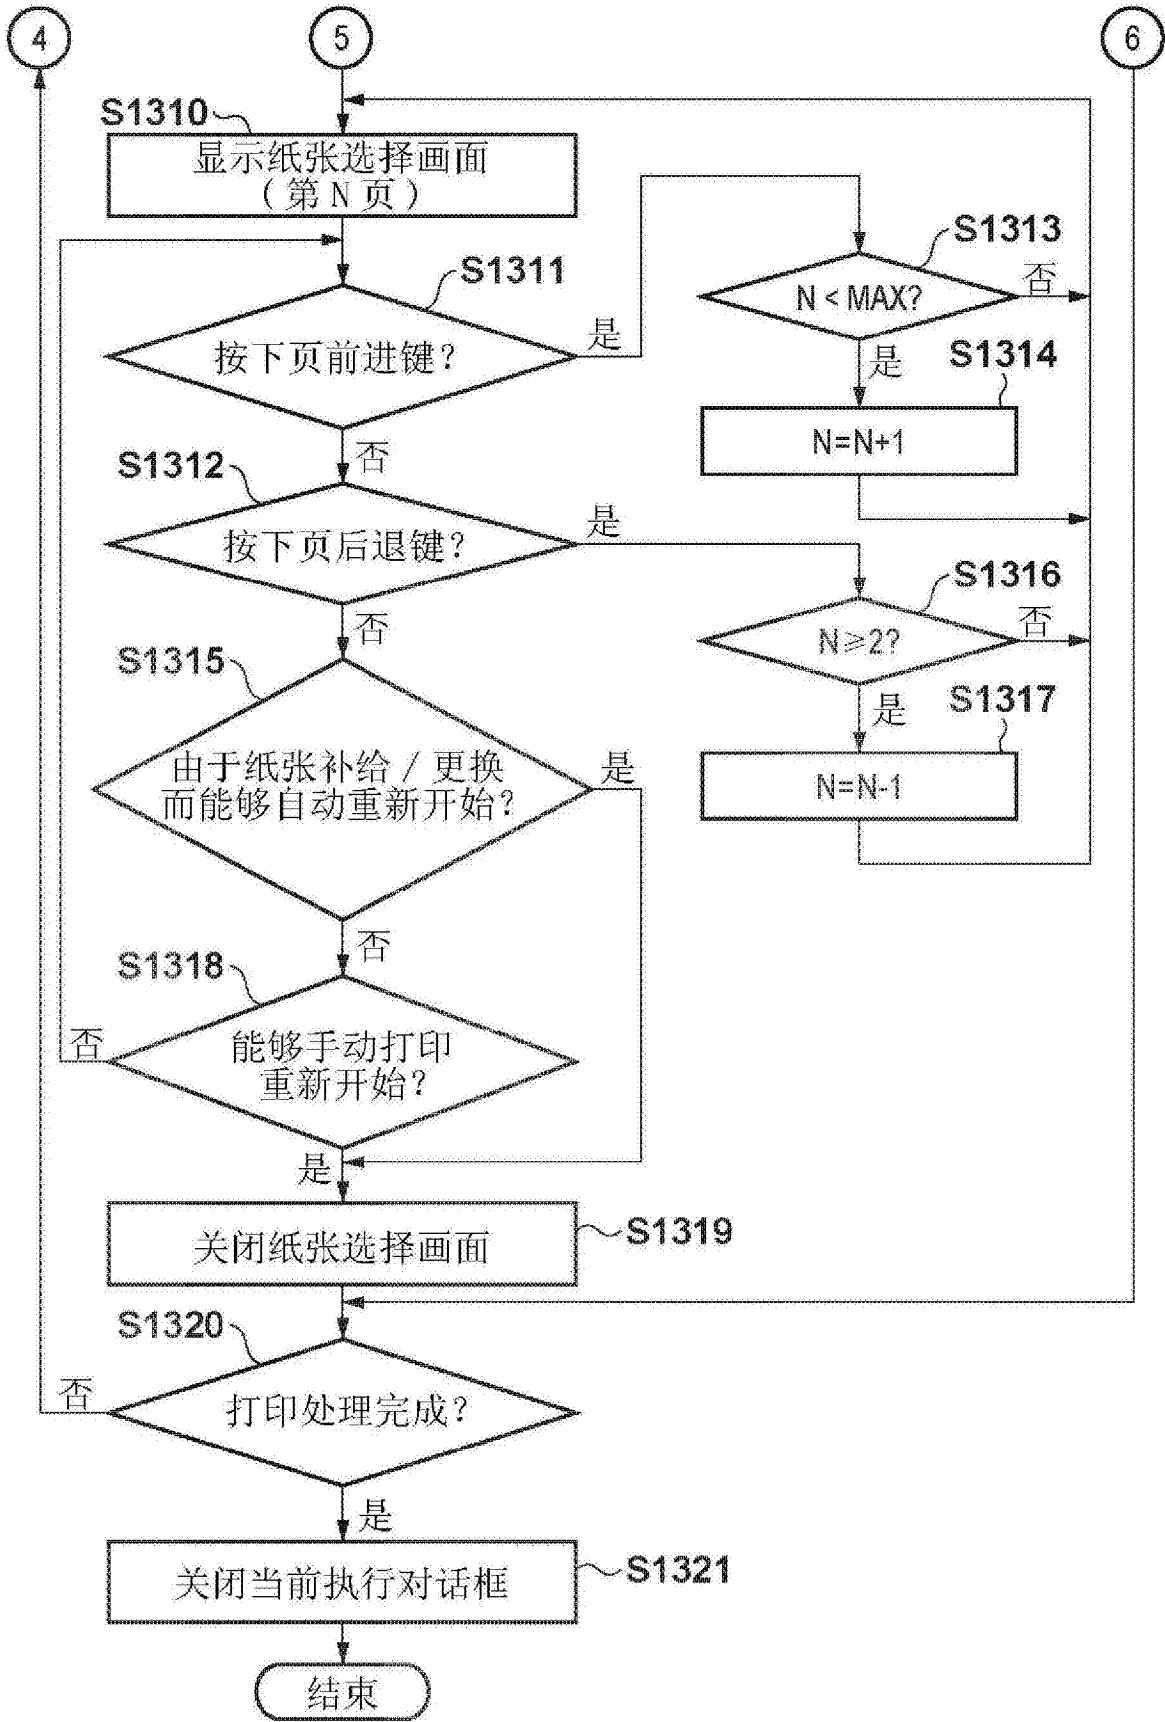 4
5
6
S1310
显示纸张选择画面
(第 N 页)
S1311
按下页前进键？
是
否
S1313
N < MAX?
否
是
S1314
N=N+1
S1312
按下页后退键？
是
否
S1316
N≥2?
否
是
S1317
N=N-1
S1315
由于纸张补给 / 更换
而能够自动重新开始？
是
否
S1318
能够手动打印
重新开始？
否
是
S1319
关闭纸张选择画面
S1320
打印处理完成？
否
是
S1321
关闭当前执行对话框
结束